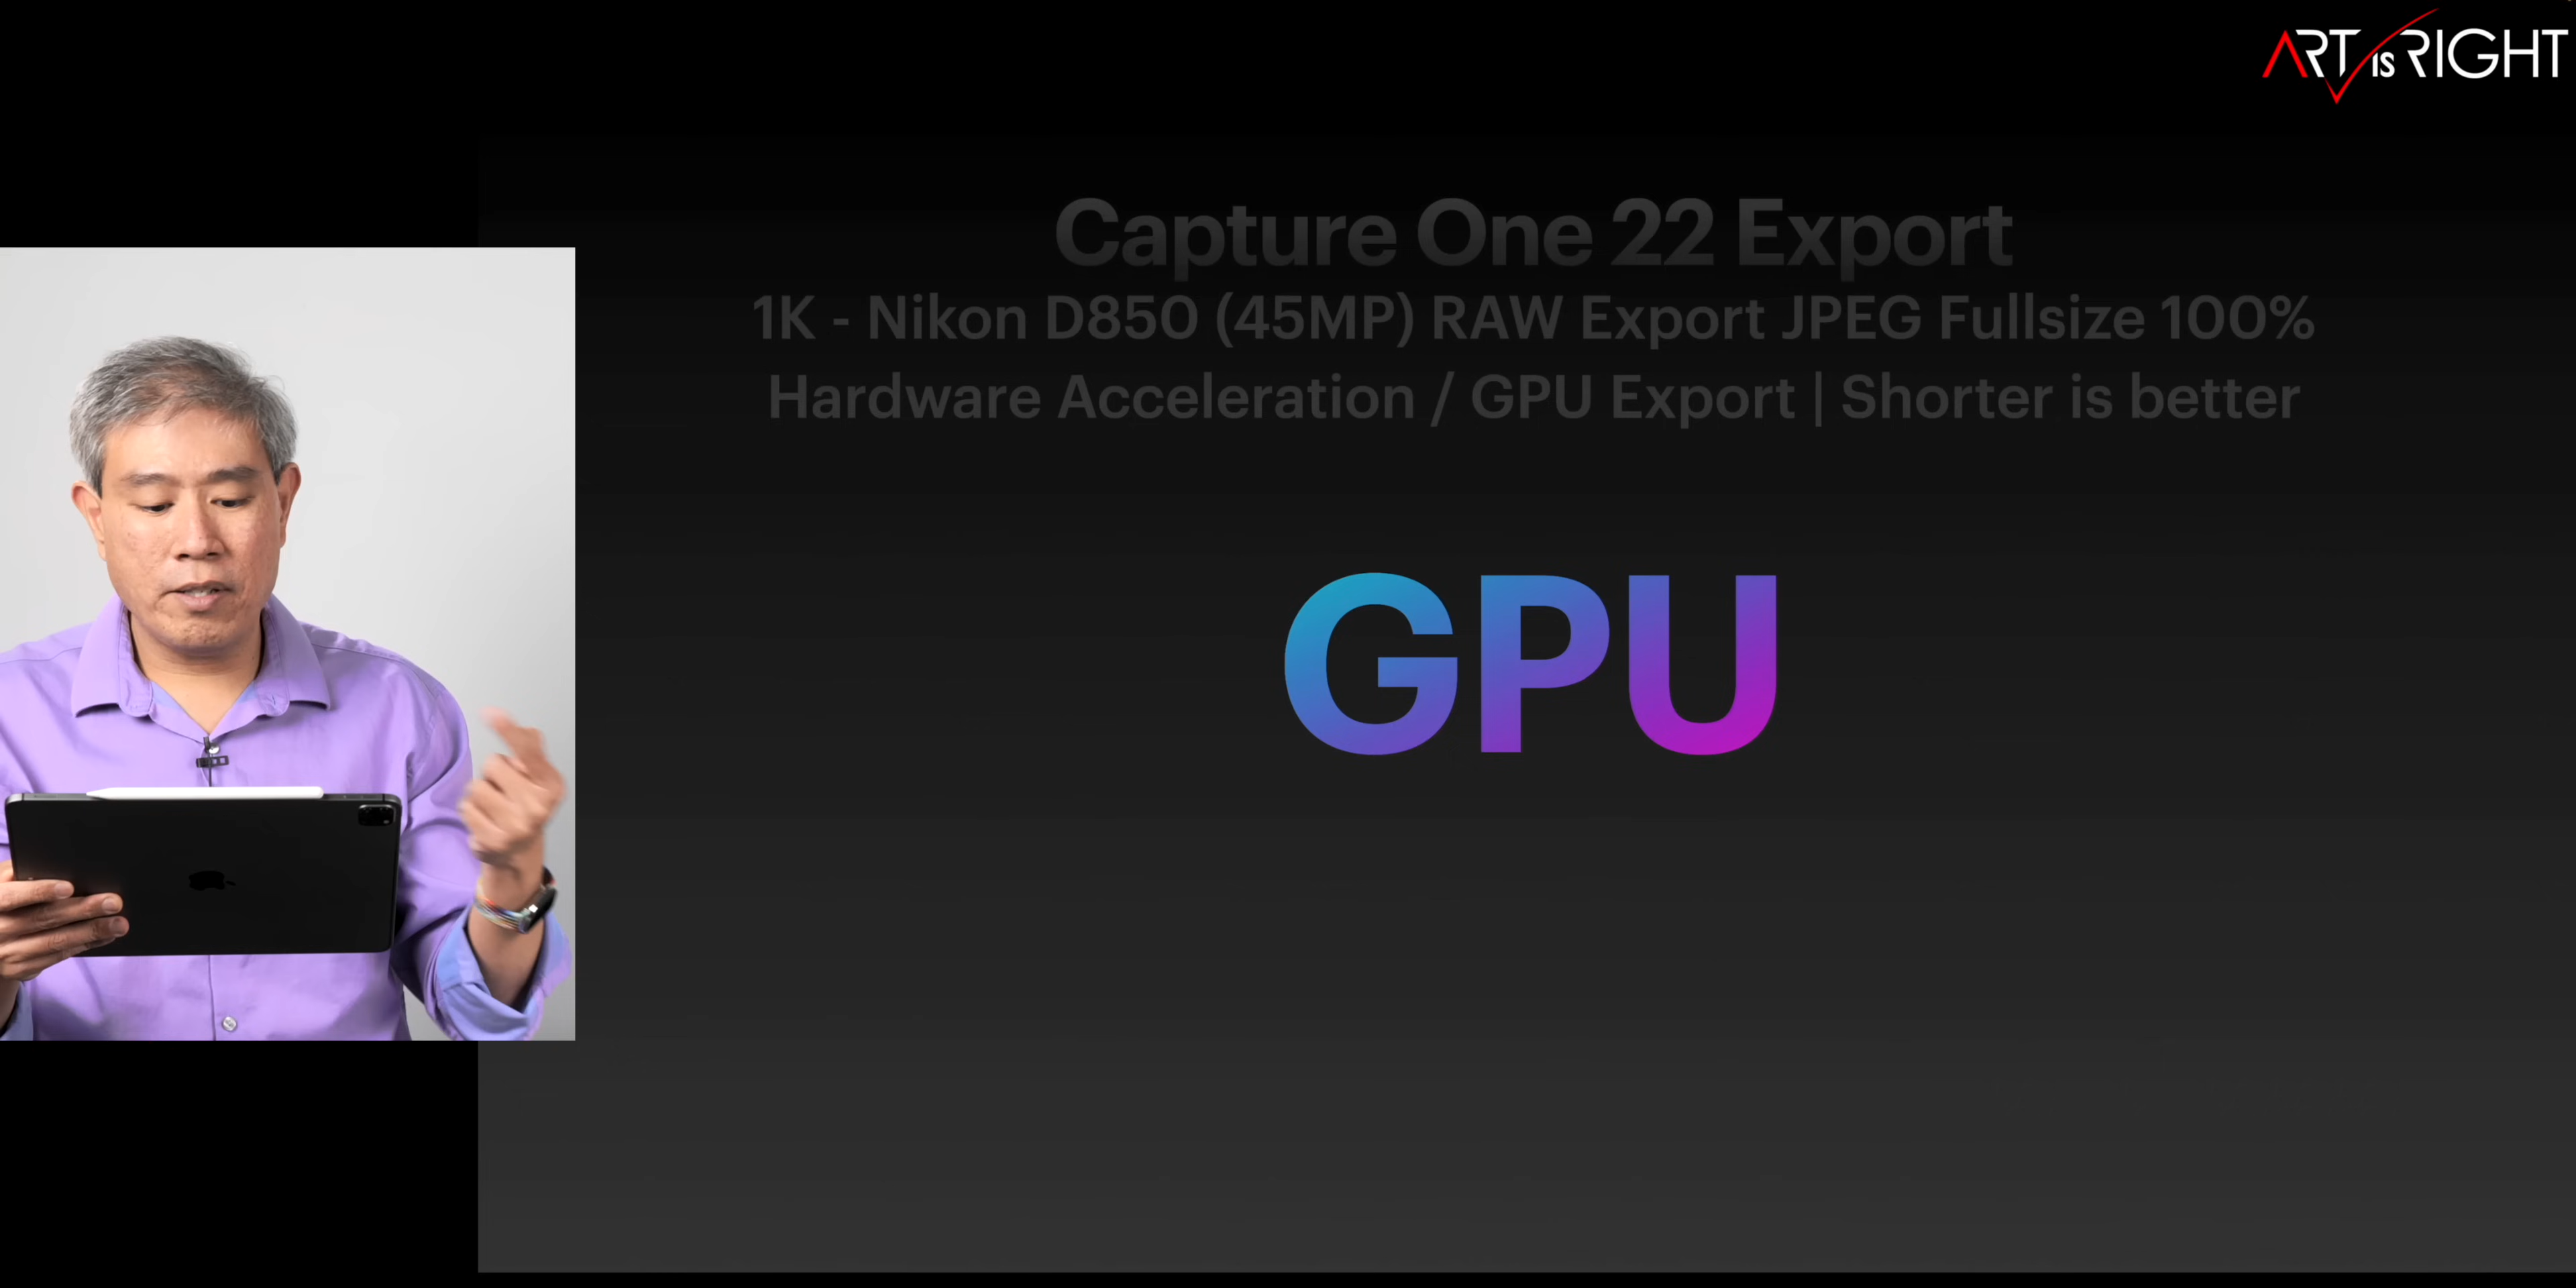 ART is RIGHT
Capture One 22 Export
1K - Nikon D850 (45MP) RAW Export JPEG Fullsize 100%
Hardware Acceleration / GPU Export | Shorter is better
GPU